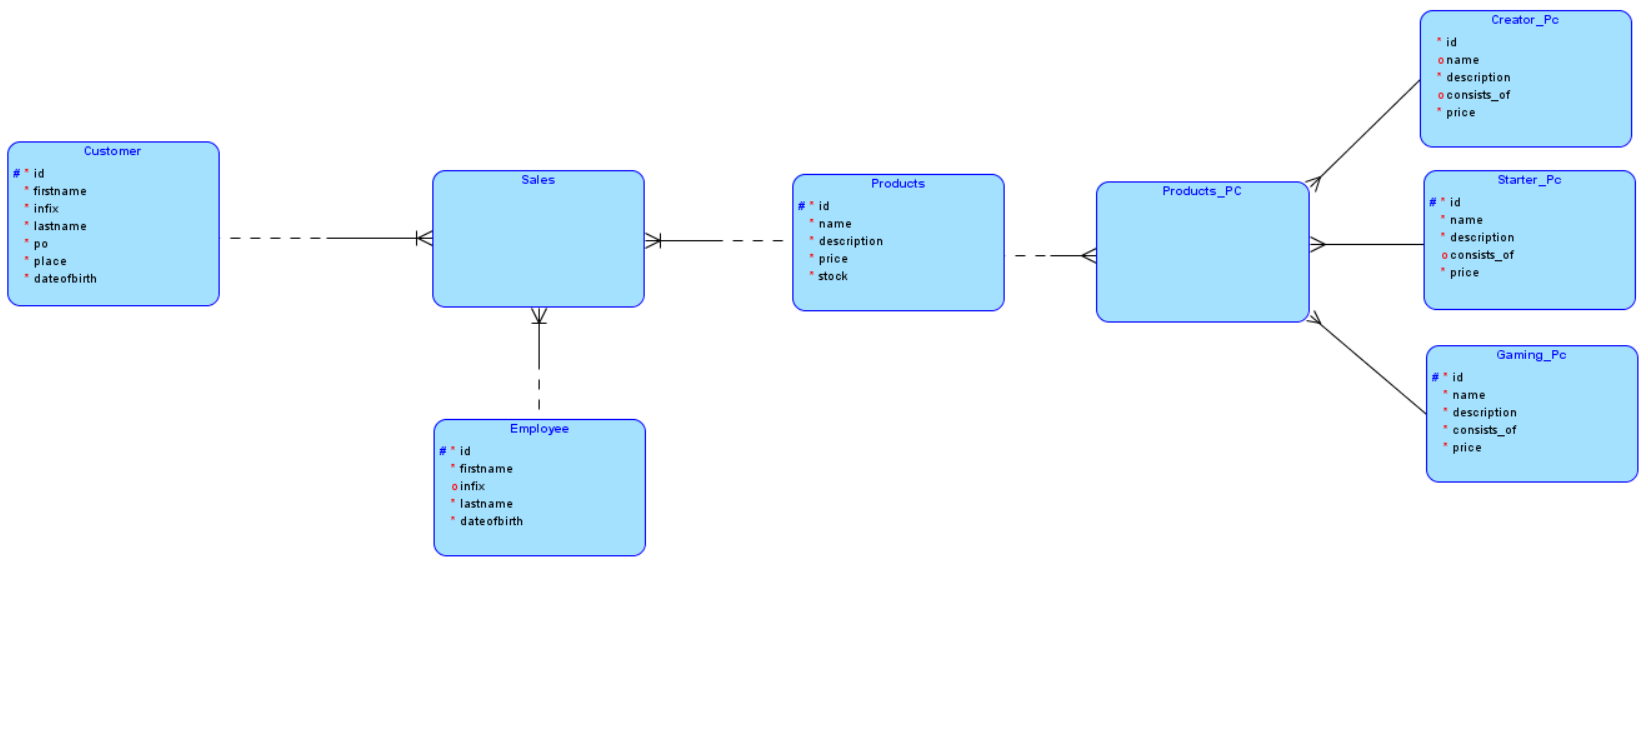 Customer
# * id
* firstname
* infix
* lastname
* po
* place
* dateofbirth
Sales
Employee
# * id
* firstname
o infix
* lastname
* dateofbirth
Products
# * id
* name
* description
* price
* stock
Products_PC
Creator_Pc
* id
o name
* description
o consists_of
* price
Starter_Pc
# * id
* name
* description
o consists_of
* price
Gaming_Pc
# * id
* name
* description
* consists_of
* price